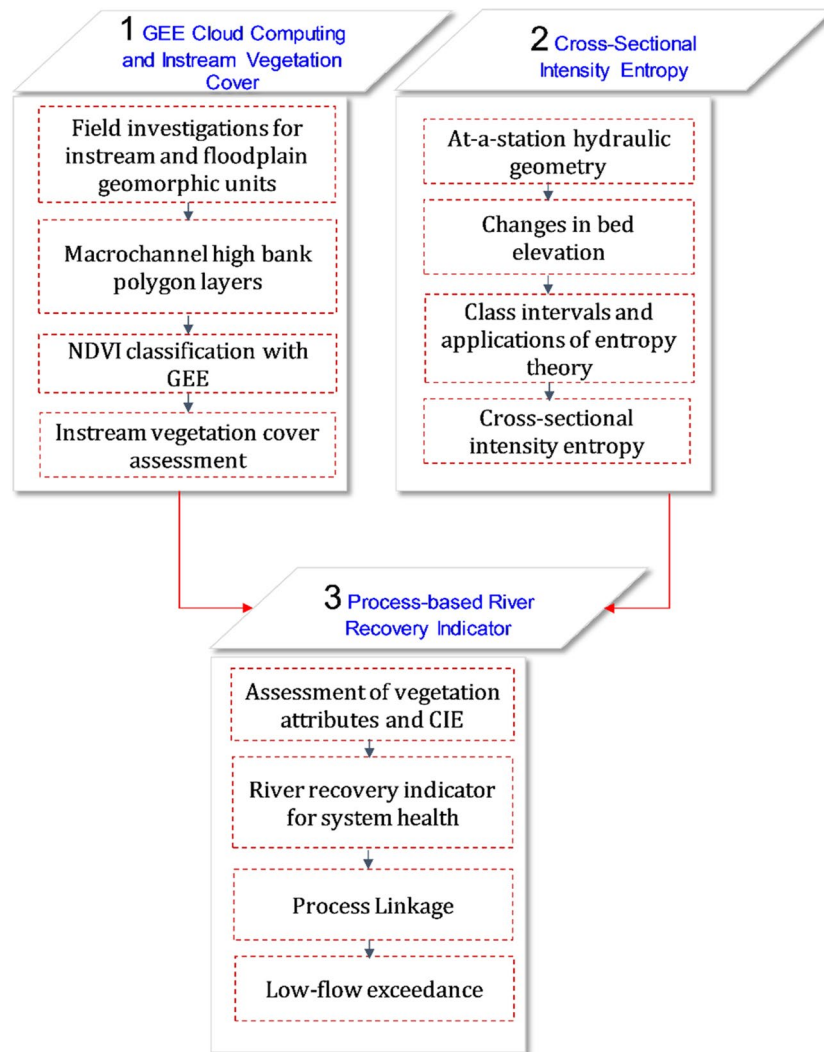 1 GEE Cloud Computing
and Instream Vegetation
Cover
Field investigations for
instream and floodplain
geomorphic units
Macrochannel high bank
polygon layers
NDVI classification with
GEE
Instream vegetation cover
assessment
2 Cross-Sectional
Intensity Entropy
At-a-station hydraulic
geometry
Changes in bed
elevation
Class intervals and
applications of entropy
theory
Cross-sectional
intensity entropy
3 Process-based River
Recovery Indicator
Assessment of vegetation
attributes and CIE
River recovery indicator
for system health
Process Linkage
Low-flow exceedance